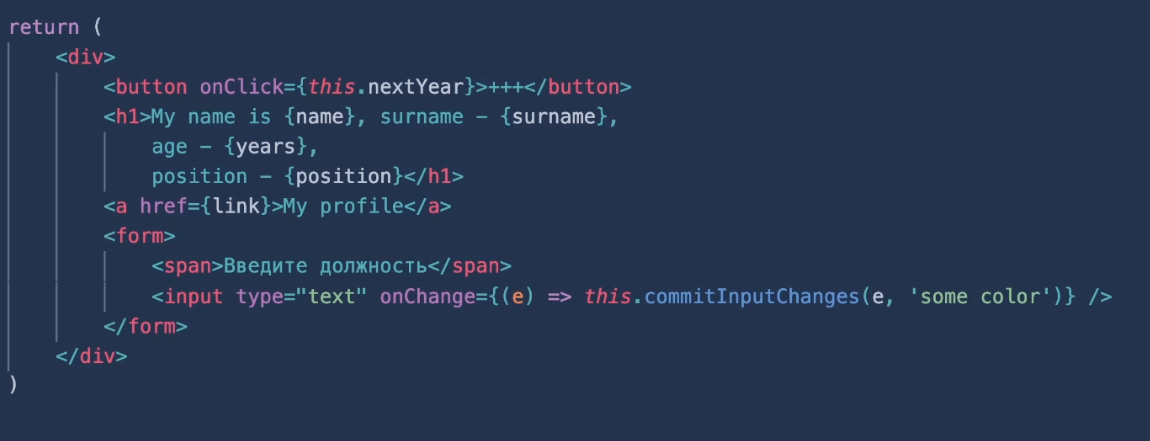 return (
<div>
<button onClick={this.nextYear}>+++</button>
<h1>My name is {name}, surname - {surname},
age - {years},
position - {position}</h1>
<a href={link}>My profile</a>
<form>
<span>Введите должность</span>
<input type="text" onChange={(e) => this.commitInputChanges(e, 'some color')} />
</form>
</div>
)